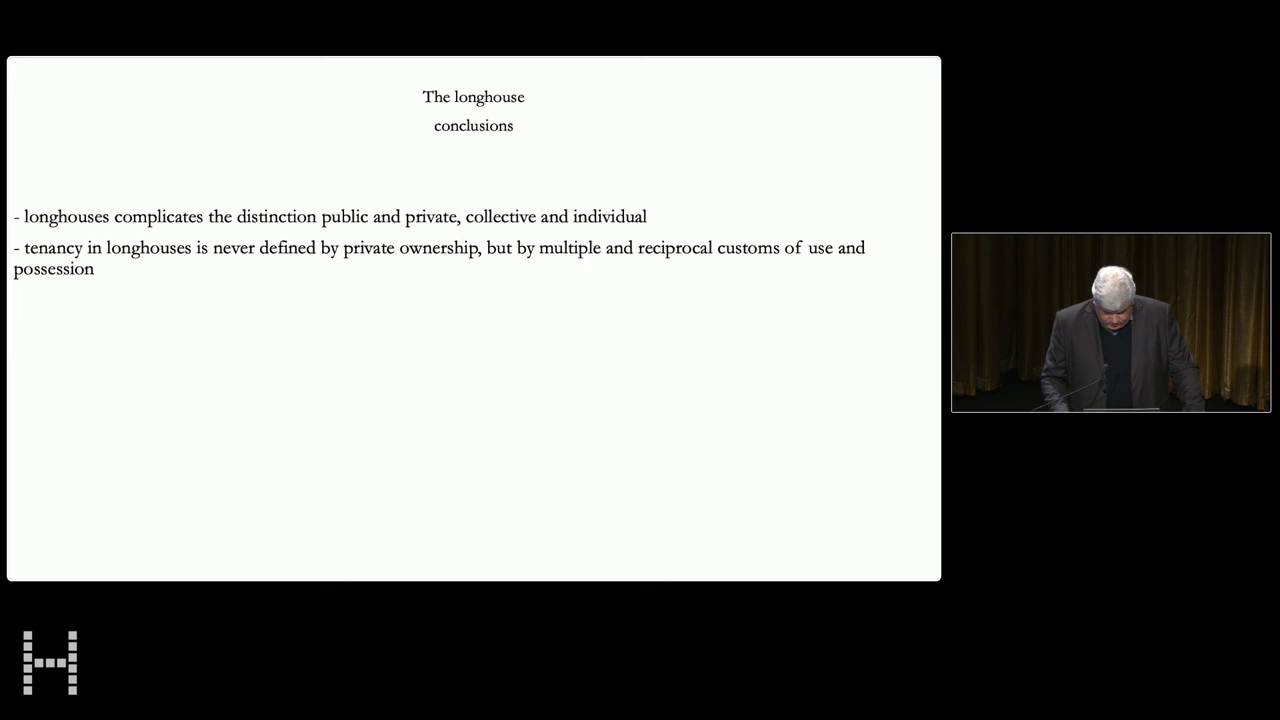 The longhouse
conclusions
- longhouses complicates the distinction public and private, collective and individual
- tenancy in longhouses is never defined by private ownership, but by multiple and reciprocal customs of use and
possession
H